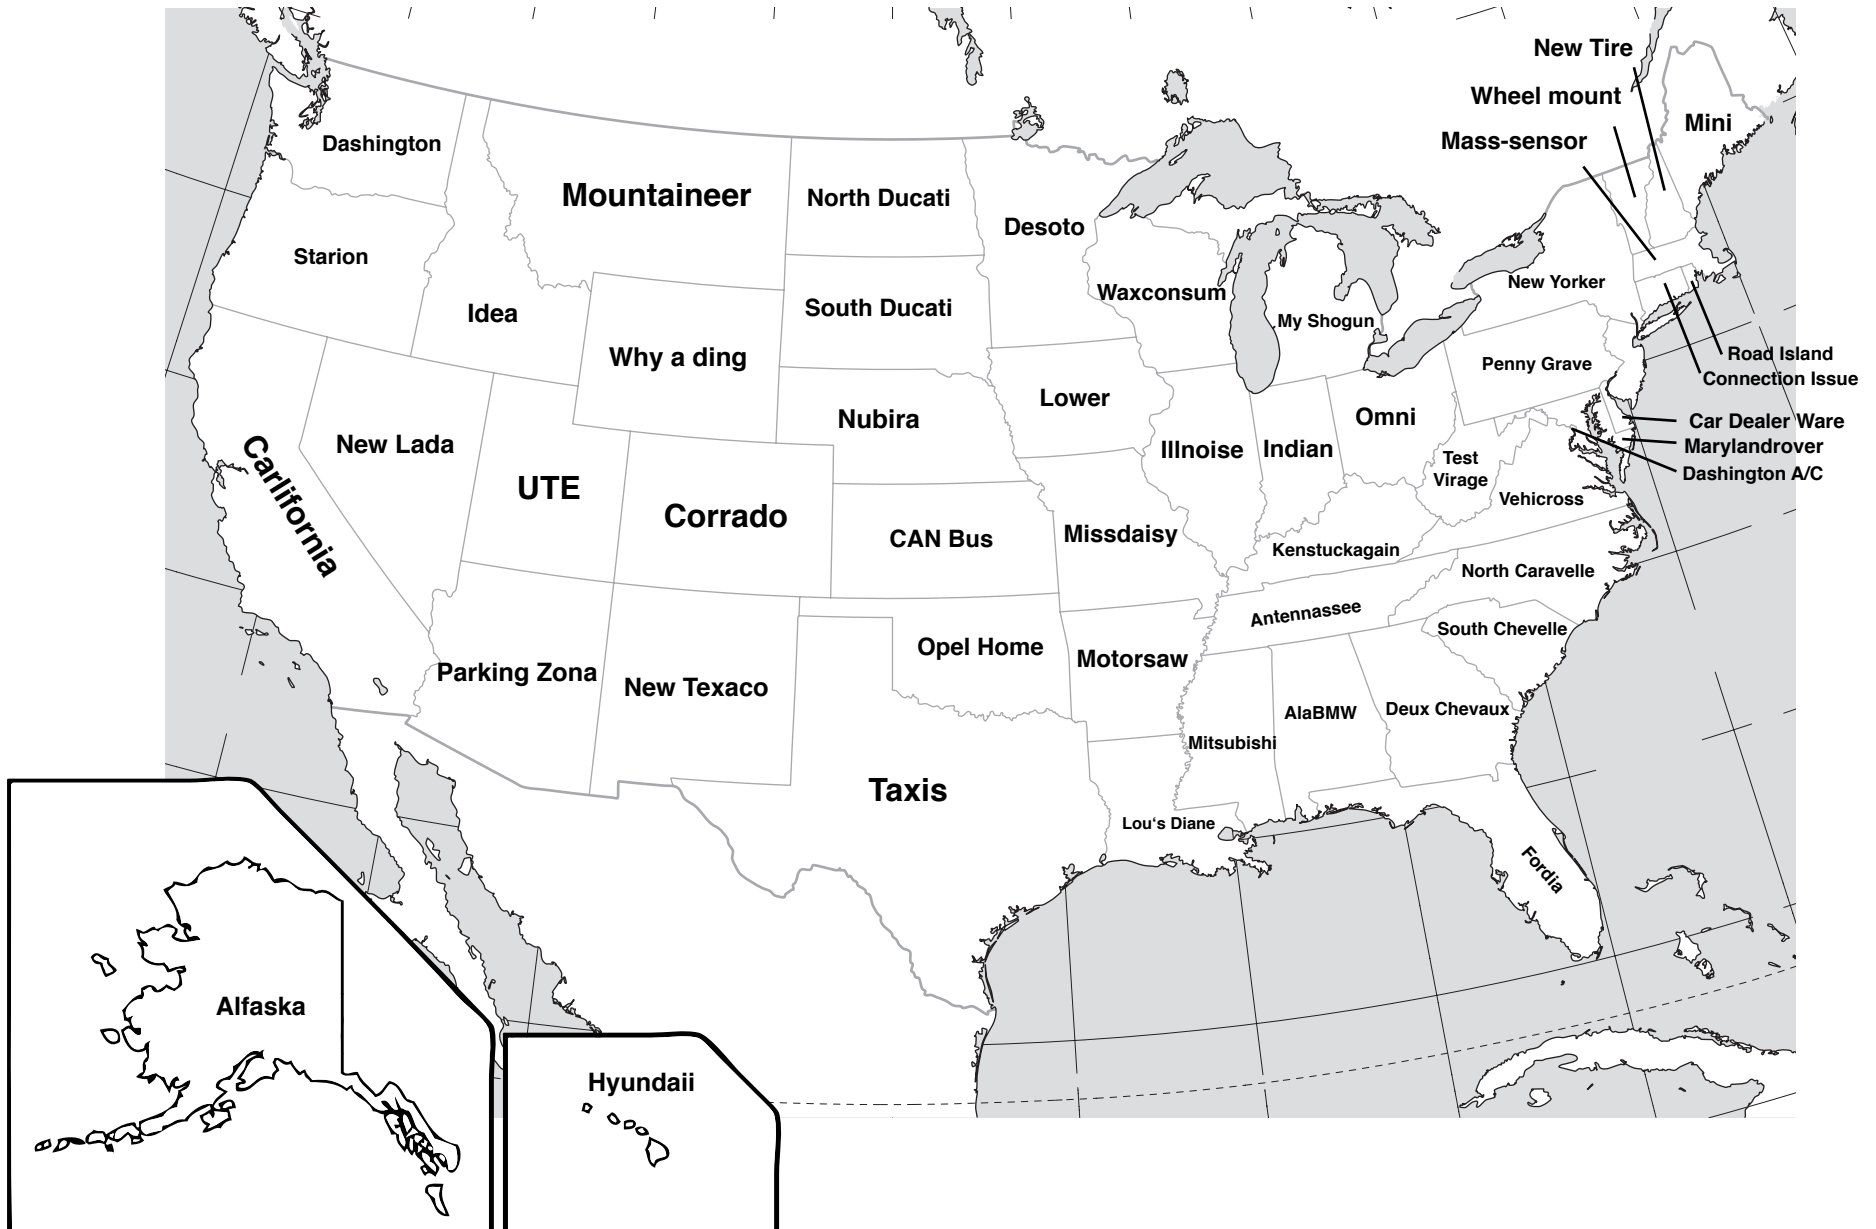 New Tire
Wheel mount
Mass-sensor
Mini
Dashington
Mountaineer
North Ducati
Desoto
Starion
Idea
Waxconsum
New Yorker
South Ducati
My Shogun
Why a ding
Penny Grave
Road Island
Connection Issue
Lower
Nubira
Omni
Car Dealer Ware
Marylandrover
Dashington A/C
New Lada
Carlifornia
Illnoise
Indian
Test
Virage
UTE
Corrado
Vehicross
CAN Bus
Missdaisy
Kenstuckagain
North Caravelle
Antennassee
South Chevelle
Opel Home
Motorsaw
Parking Zona
New Texaco
AlaBMW
Deux Chevaux
Mitsubishi
Taxis
Lou‘s Diane
Fordia
Alfaska
Hyundaii